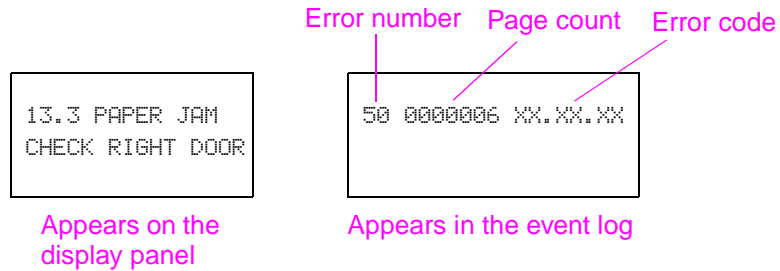 Error number Page count Error code
13.3 PAPER JAM
CHECK RIGHT DOOR
50 0000006 XX.XX.XX
Appears on the
display panel
Appears in the event log